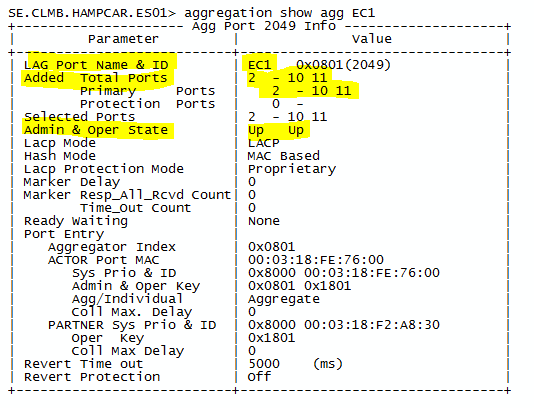 SE.CLMB.HAMPCAR.ES01> aggregation show agg EC1
+--------------------- Agg Port 2049 Info ---------------------+
| Parameter | Value |
+-----------------------------+--------------------------------+
| LAG Port Name & ID | EC1 0x0801(2049) |
| Added Total Ports | 2 - 10 11 |
| Primary Ports | 2 - 10 11 |
| Protection Ports | 0 - |
| Selected Ports | 2 - 10 11 |
| Admin & Oper State | Up Up |
| Lacp Mode | LACP |
| Hash Mode | MAC Based |
| Lacp Protection Mode | Proprietary |
| Marker Delay | 0 |
| Marker Resp_All_Rcvd Count | 0 |
| Time_Out Count | 0 |
| Ready Waiting | None |
| Port Entry | |
| Aggregator Index | 0x0801 |
| ACTOR Port MAC | 00:03:18:FE:76:00 |
| Sys Prio & ID | 0x8000 00:03:18:FE:76:00 |
| Admin & Oper Key | 0x0801 0x1801 |
| Agg/Individual | Aggregate |
| Coll Max. Delay | 0 |
| PARTNER Sys Prio & ID | 0x8000 00:03:18:F2:A8:30 |
| Oper Key | 0x1801 |
| Coll Max Delay | 0 |
| Revert Time out | 5000 (ms) |
| Revert Protection | Off |
+-----------------------------+--------------------------------+